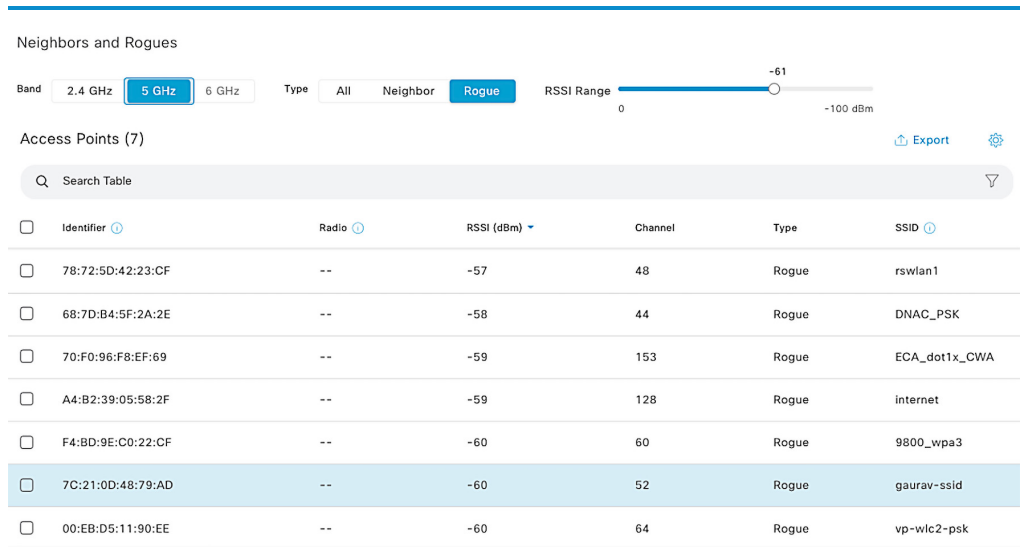 Neighbors and Rogues
Band 2.4 GHz 5 GHz 6 GHz Type All Neighbor Rogue RSSI Range -61
0 -100 dBm
Access Points (7) Export
Search Table
Identifier Radio RSSI (dBm) Channel Type SSID
78:72:5D:42:23:CF -- -57 48 Rogue rswlan1
68:7D:B4:5F:2A:2E -- -58 44 Rogue DNAC_PSK
70:F0:96:F8:EF:69 -- -59 153 Rogue ECA_dot1x_CWA
A4:B2:39:05:58:2F -- -59 128 Rogue internet
F4:BD:9E:C0:22:CF -- -60 60 Rogue 9800_wpa3
7C:21:0D:48:79:AD -- -60 52 Rogue gaurav-ssid
00:EB:D5:11:90:EE -- -60 64 Rogue vp-wlc2-psk